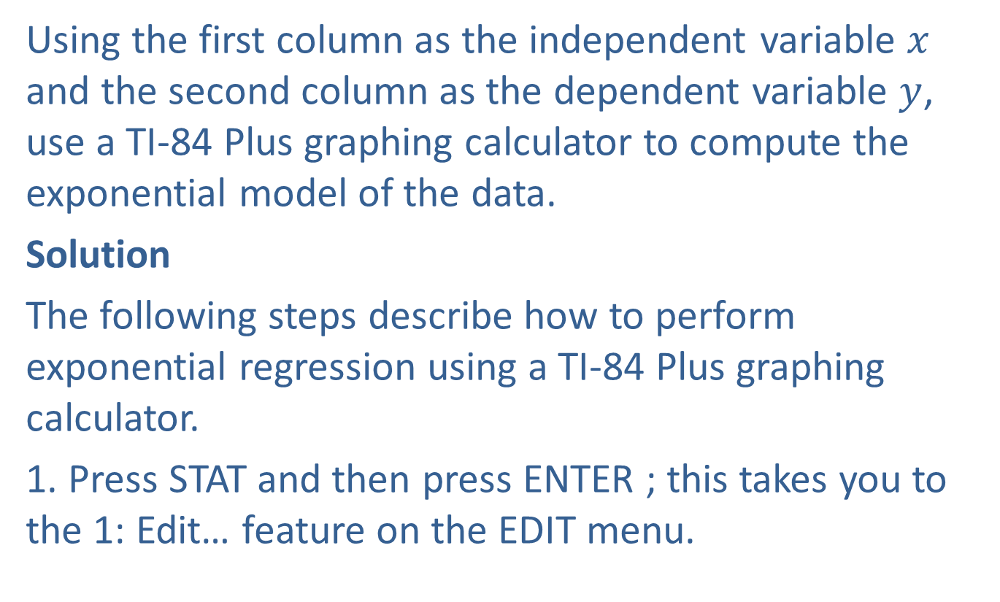 Using the first column as the independent variable x
and the second column as the dependent variable y,
use a TI-84 Plus graphing calculator to compute the
exponential model of the data.
Solution
The following steps describe how to perform
exponential regression using a TI-84 Plus graphing
calculator.
1. Press STAT and then press ENTER ; this takes you to
the 1: Edit… feature on the EDIT menu.